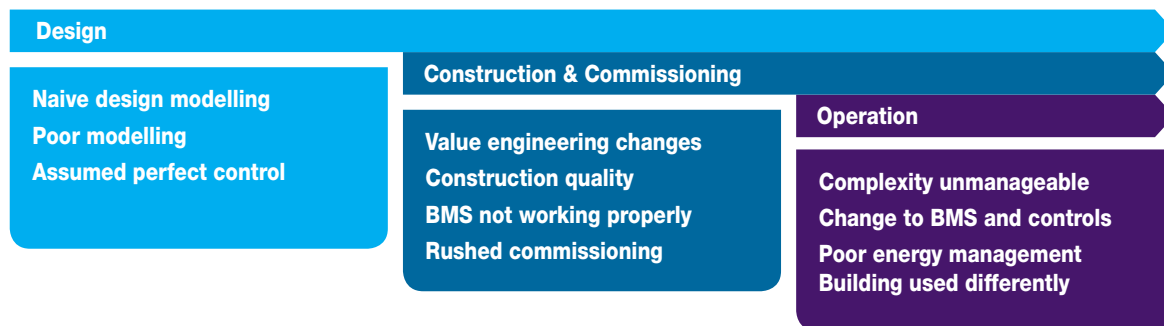 Design
Naive design modelling
Poor modelling
Assumed perfect control
Construction & Commissioning
Value engineering changes
Construction quality
BMS not working properly
Rushed commissioning
Operation
Complexity unmanageable
Change to BMS and controls
Poor energy management
Building used differently